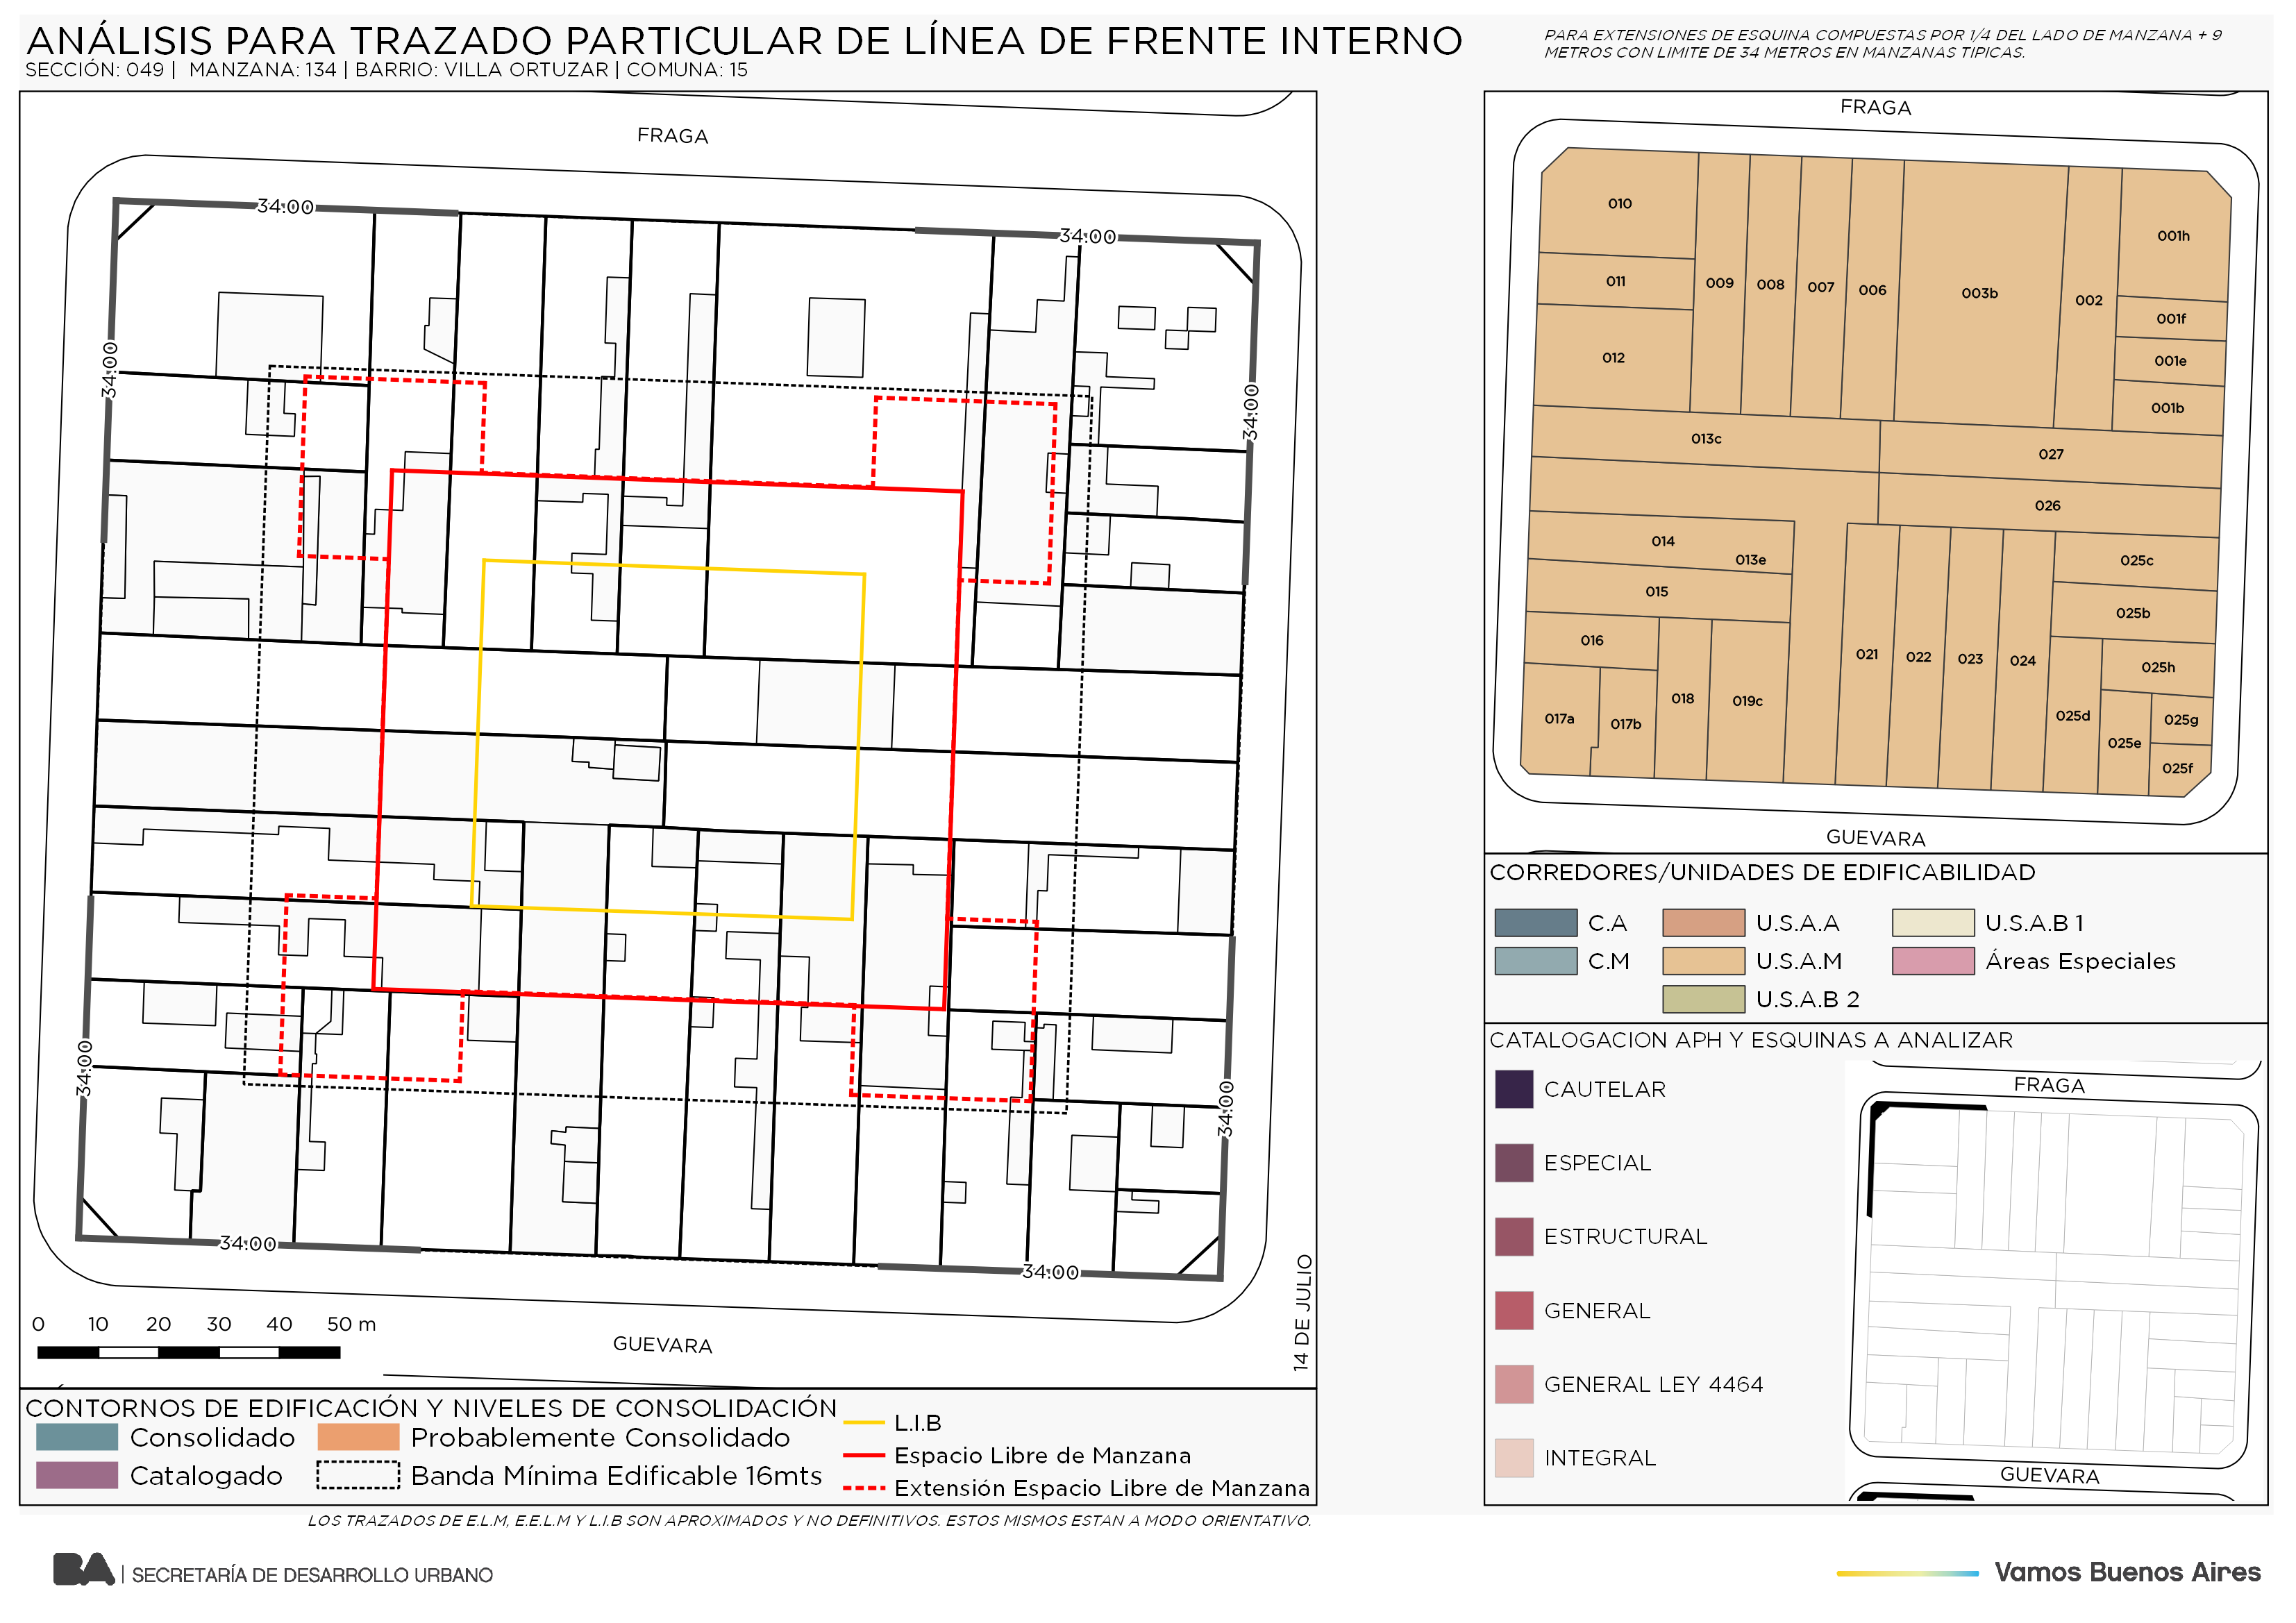 ANÁLISIS PARA TRAZADO PARTICULAR DE LÍNEA DE FRENTE INTERNO
SECCIÓN: 049 | MANZANA: 134 | BARRIO: VILLA ORTUZAR | COMUNA: 15
PARA EXTENSIONES DE ESQUINA COMPUESTAS POR 1/4 DEL LADO DE MANZANA + 9
METROS CON LIMITE DE 34 METROS EN MANZANAS TIPICAS.
FRAGA
34:00
34:00
34:00
34:00
34:00
34:00
34:00
34:00
GUEVARA
14 DE JULIO
0 10 20 30 40 50 m
CONTORNOS DE EDIFICACIÓN Y NIVELES DE CONSOLIDACIÓN
Consolidado
Probablemente Consolidado
Catalogado
Banda Mínima Edificable 16mts
L.I.B
Espacio Libre de Manzana
Extensión Espacio Libre de Manzana
LOS TRAZADOS DE E.L.M, E.E.L.M Y L.I.B SON APROXIMADOS Y NO DEFINITIVOS. ESTOS MISMOS ESTAN A MODO ORIENTATIVO.
FRAGA
010
001h
011
009
008
007
006
003b
002
001f
012
001e
001b
013c
027
026
014
013e
025c
015
025b
016
021
022
023
024
025h
017a
017b
018
019c
025d
025g
025e
025f
GUEVARA
CORREDORES/UNIDADES DE EDIFICABILIDAD
C.A
U.S.A.A
U.S.A.B 1
C.M
U.S.A.M
Áreas Especiales
U.S.A.B 2
CATALOGACION APH Y ESQUINAS A ANALIZAR
CAUTELAR
ESPECIAL
ESTRUCTURAL
GENERAL
GENERAL LEY 4464
INTEGRAL
FRAGA
GUEVARA
BA | SECRETARÍA DE DESARROLLO URBANO
Vamos Buenos Aires